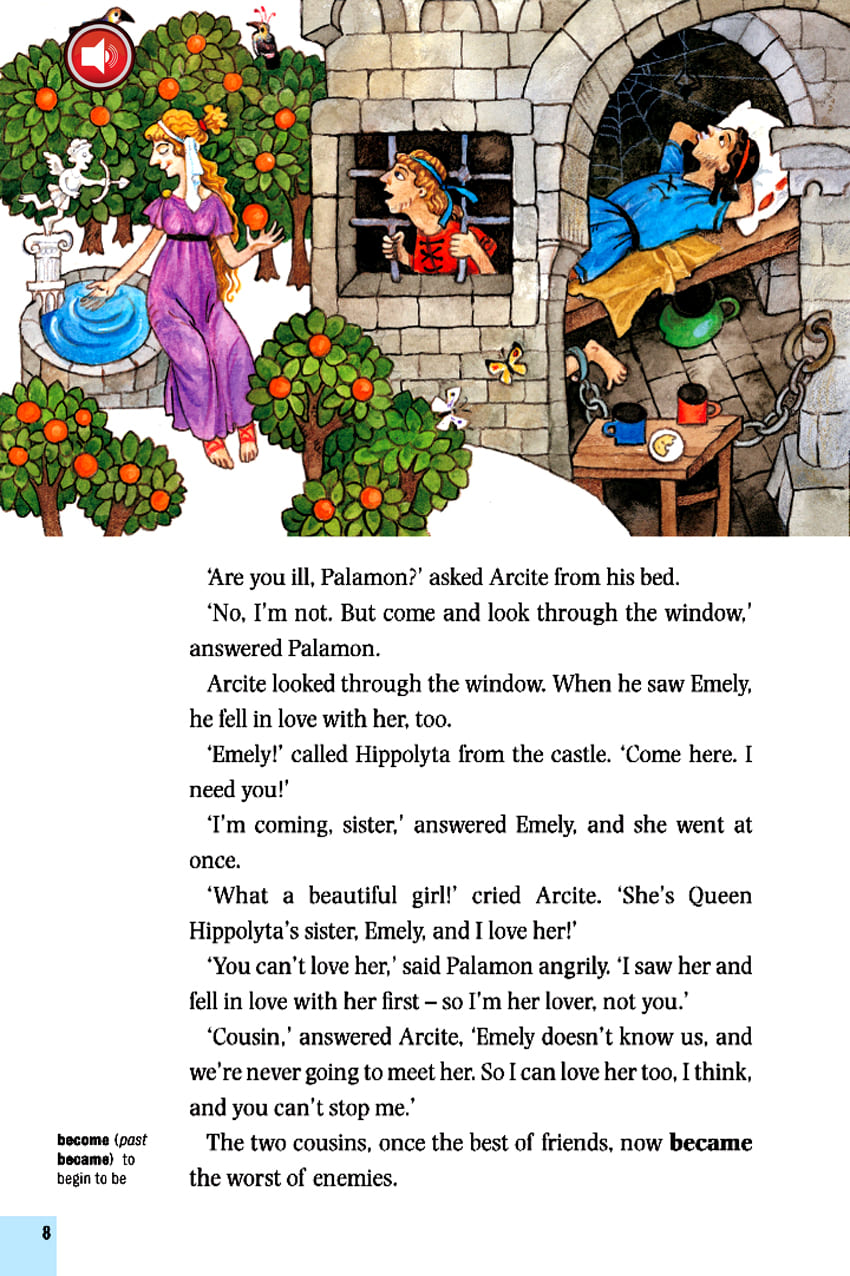 ‘Are you ill, Palamon?’ asked Arcite from his bed.
‘No, I’m not. But come and look through the window,’
answered Palamon.
Arcite looked through the window. When he saw Emely,
he fell in love with her, too.
‘Emely!’ called Hippolyta from the castle. ‘Come here. I
need you!’
‘I’m coming, sister,’ answered Emely, and she went at
once.
‘What a beautiful girl!’ cried Arcite. ‘She’s Queen
Hippolyta’s sister, Emely, and I love her!’
‘You can’t love her,’ said Palamon angrily. ‘I saw her and
fell in love with her first – so I’m her lover, not you.’
‘Cousin,’ answered Arcite, ‘Emely doesn’t know us, and
we’re never going to meet her. So I can love her too, I think,
and you can’t stop me.’
The two cousins, once the best of friends, now became
the worst of enemies.
become (past
became) to
begin to be
8